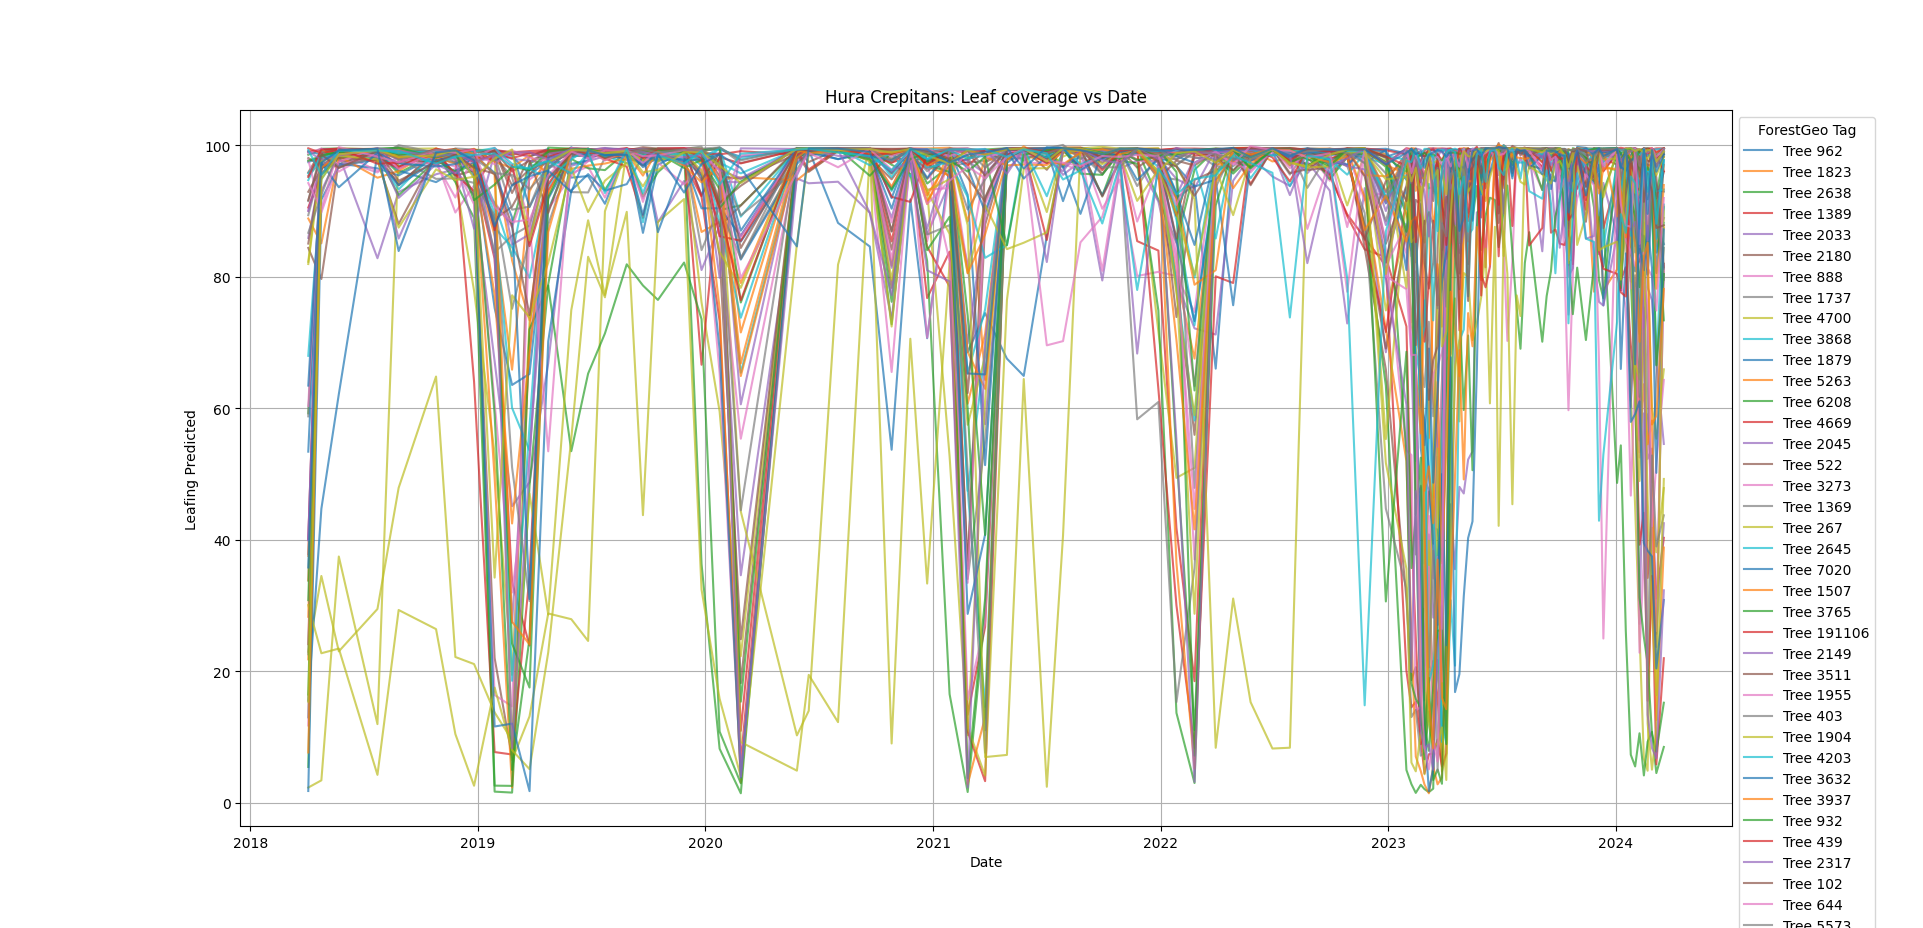 Hura Crepitans: Leaf coverage vs Date
Leafing Predicted
100
80
60
40
20
0
2018
2019
2020
2021
2022
2023
2024
Date
ForestGeo Tag
Tree 962
Tree 1823
Tree 2638
Tree 1389
Tree 2033
Tree 2180
Tree 888
Tree 1737
Tree 4700
Tree 3868
Tree 1879
Tree 5263
Tree 6208
Tree 4669
Tree 2045
Tree 522
Tree 3273
Tree 1369
Tree 267
Tree 2645
Tree 7020
Tree 1507
Tree 3765
Tree 191106
Tree 2149
Tree 3511
Tree 1955
Tree 403
Tree 1904
Tree 4203
Tree 3632
Tree 3937
Tree 932
Tree 439
Tree 2317
Tree 102
Tree 644
Tree 5573